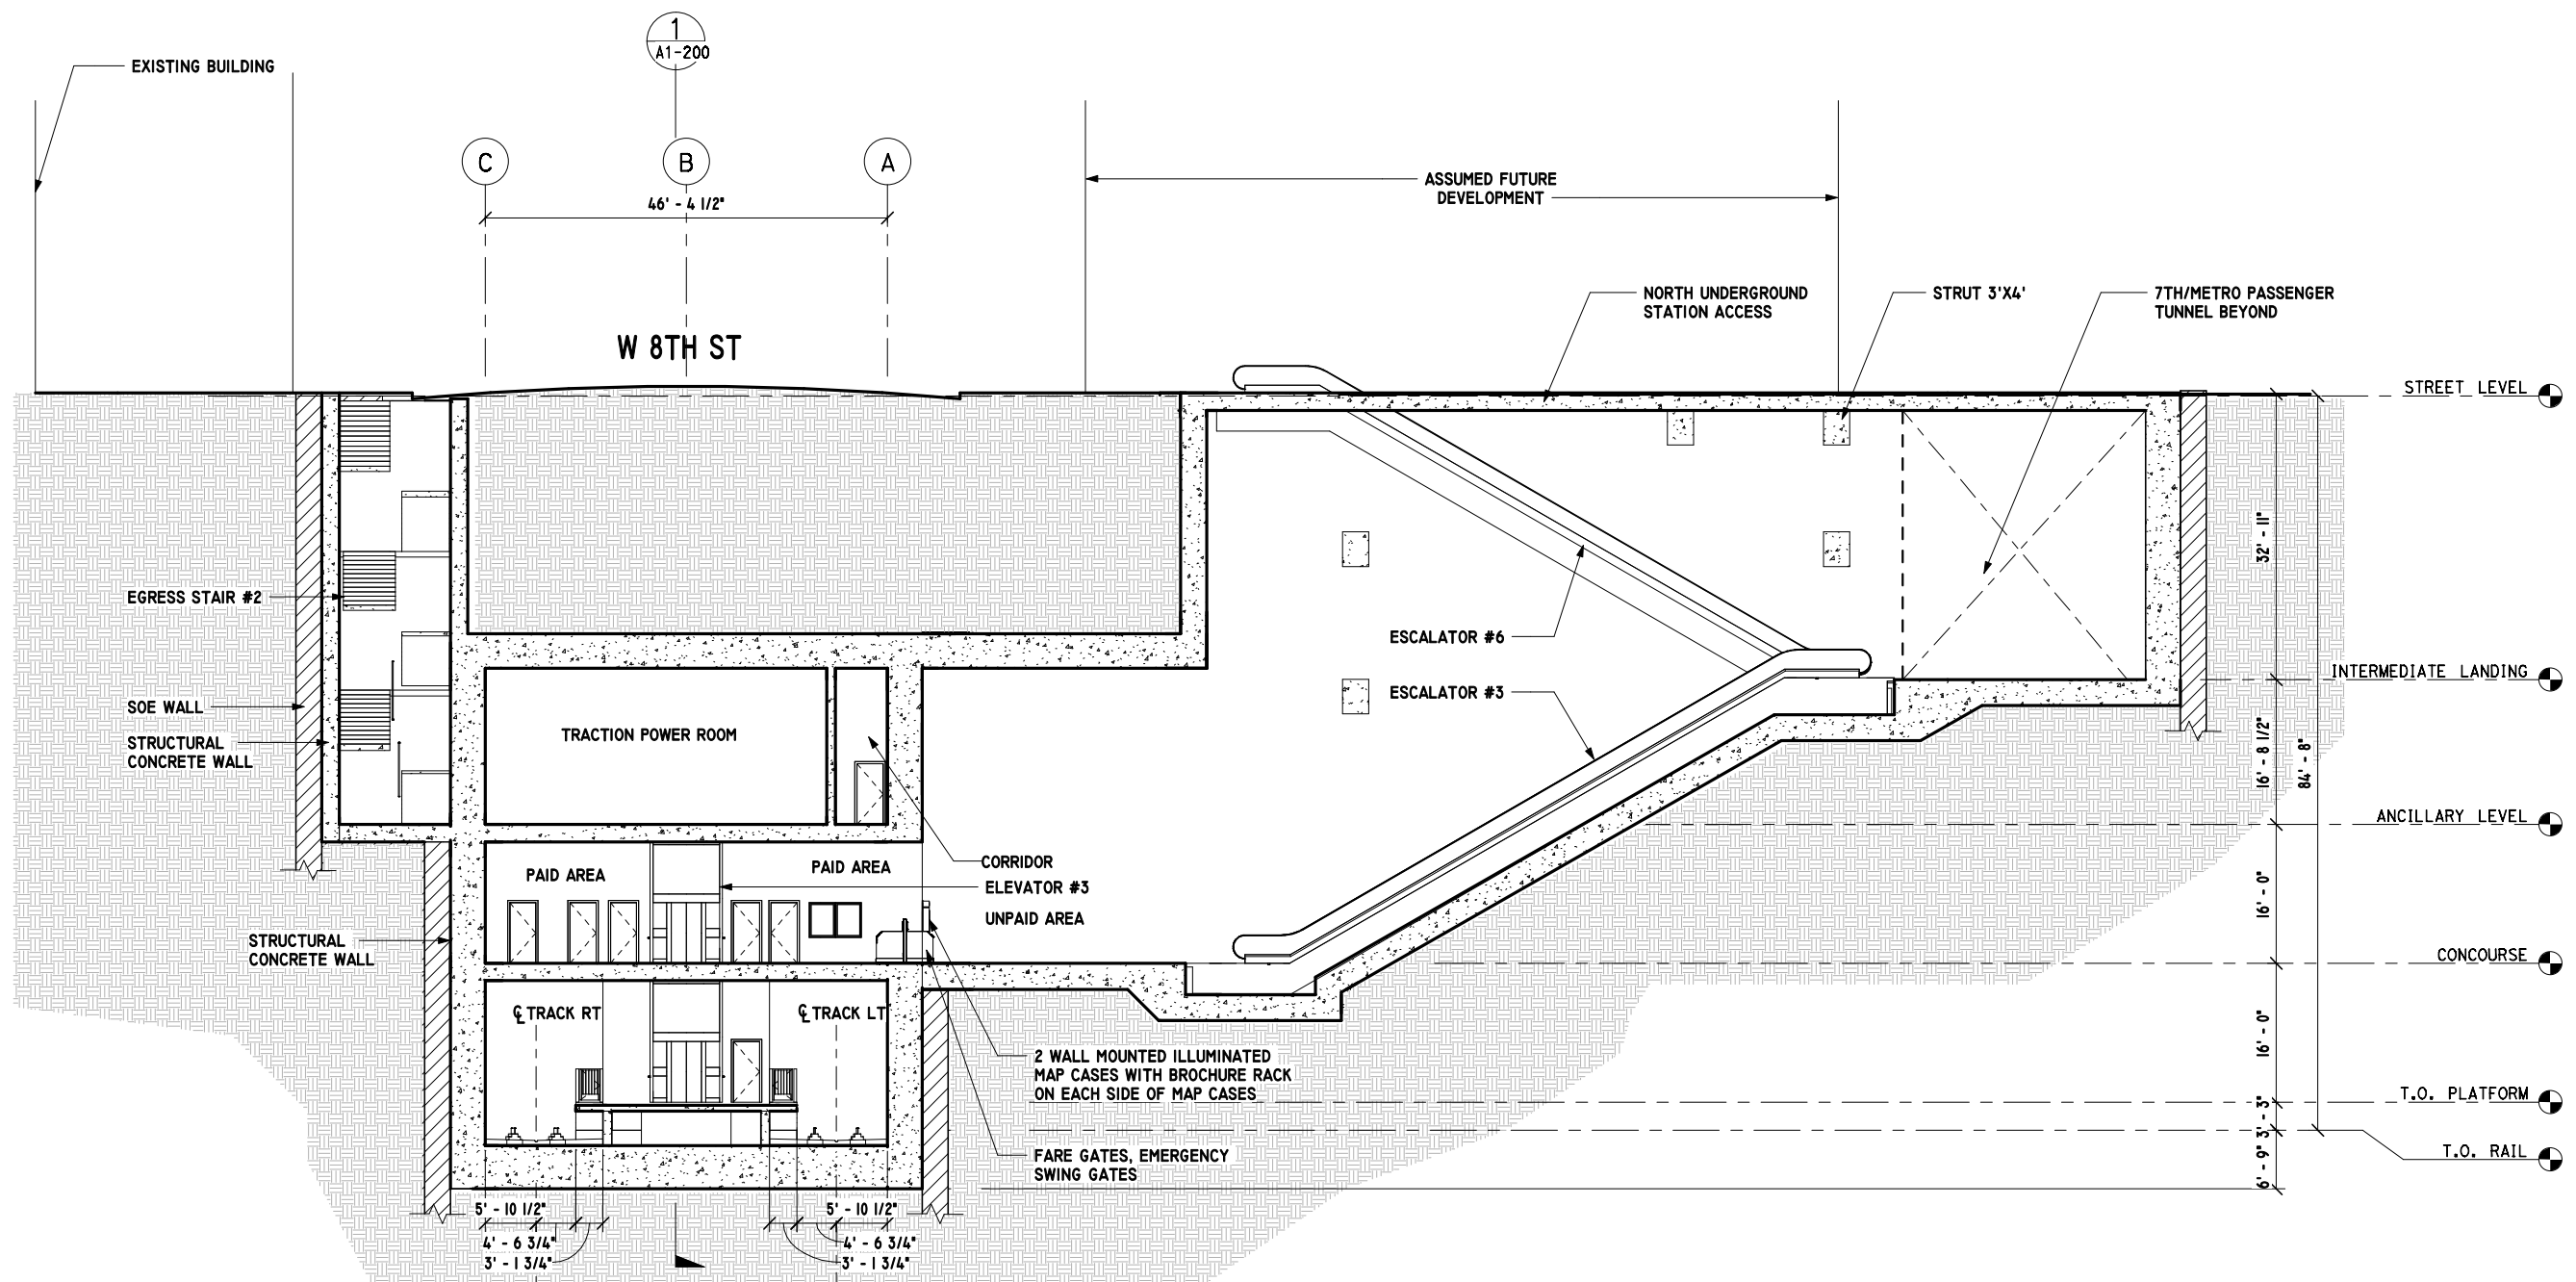 1
A1-200
EXISTING BUILDING
C
B
A
46' - 4 1/2"
ASSUMED FUTURE
DEVELOPMENT
NORTH UNDERGROUND
STATION ACCESS
STRUT 3'X4'
7TH/METRO PASSENGER
TUNNEL BEYOND
W 8TH ST
STREET LEVEL
32' - 11"
EGRESS STAIR #2
ESCALATOR #6
INTERMEDIATE LANDING
ESCALATOR #3
SOE WALL
TRACTION POWER ROOM
STRUCTURAL
CONCRETE WALL
16' - 8 1/2"
84' - 8"
ANCILLARY LEVEL
CORRIDOR
PAID AREA
PAID AREA
ELEVATOR #3
UNPAID AREA
16' - 0"
STRUCTURAL
CONCRETE WALL
CONCOURSE
℄ TRACK RT
℄ TRACK LT
16' - 0"
2 WALL MOUNTED ILLUMINATED
MAP CASES WITH BROCHURE RACK
ON EACH SIDE OF MAP CASES
T.O. PLATFORM
3' - 3"
FARE GATES, EMERGENCY
SWING GATES
T.O. RAIL
6' - 9"
5' - 10 1/2"
5' - 10 1/2"
4' - 6 3/4"
4' - 6 3/4"
3' - 1 3/4"
3' - 1 3/4"